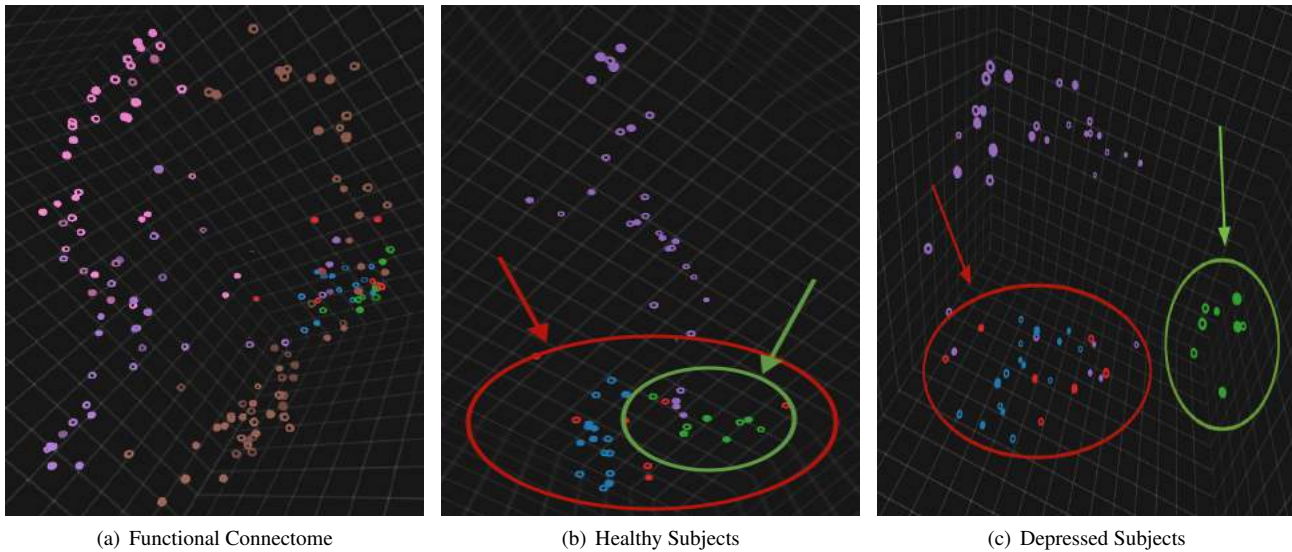 (a) Functional Connectome
(b) Healthy Subjects
(c) Depressed Subjects